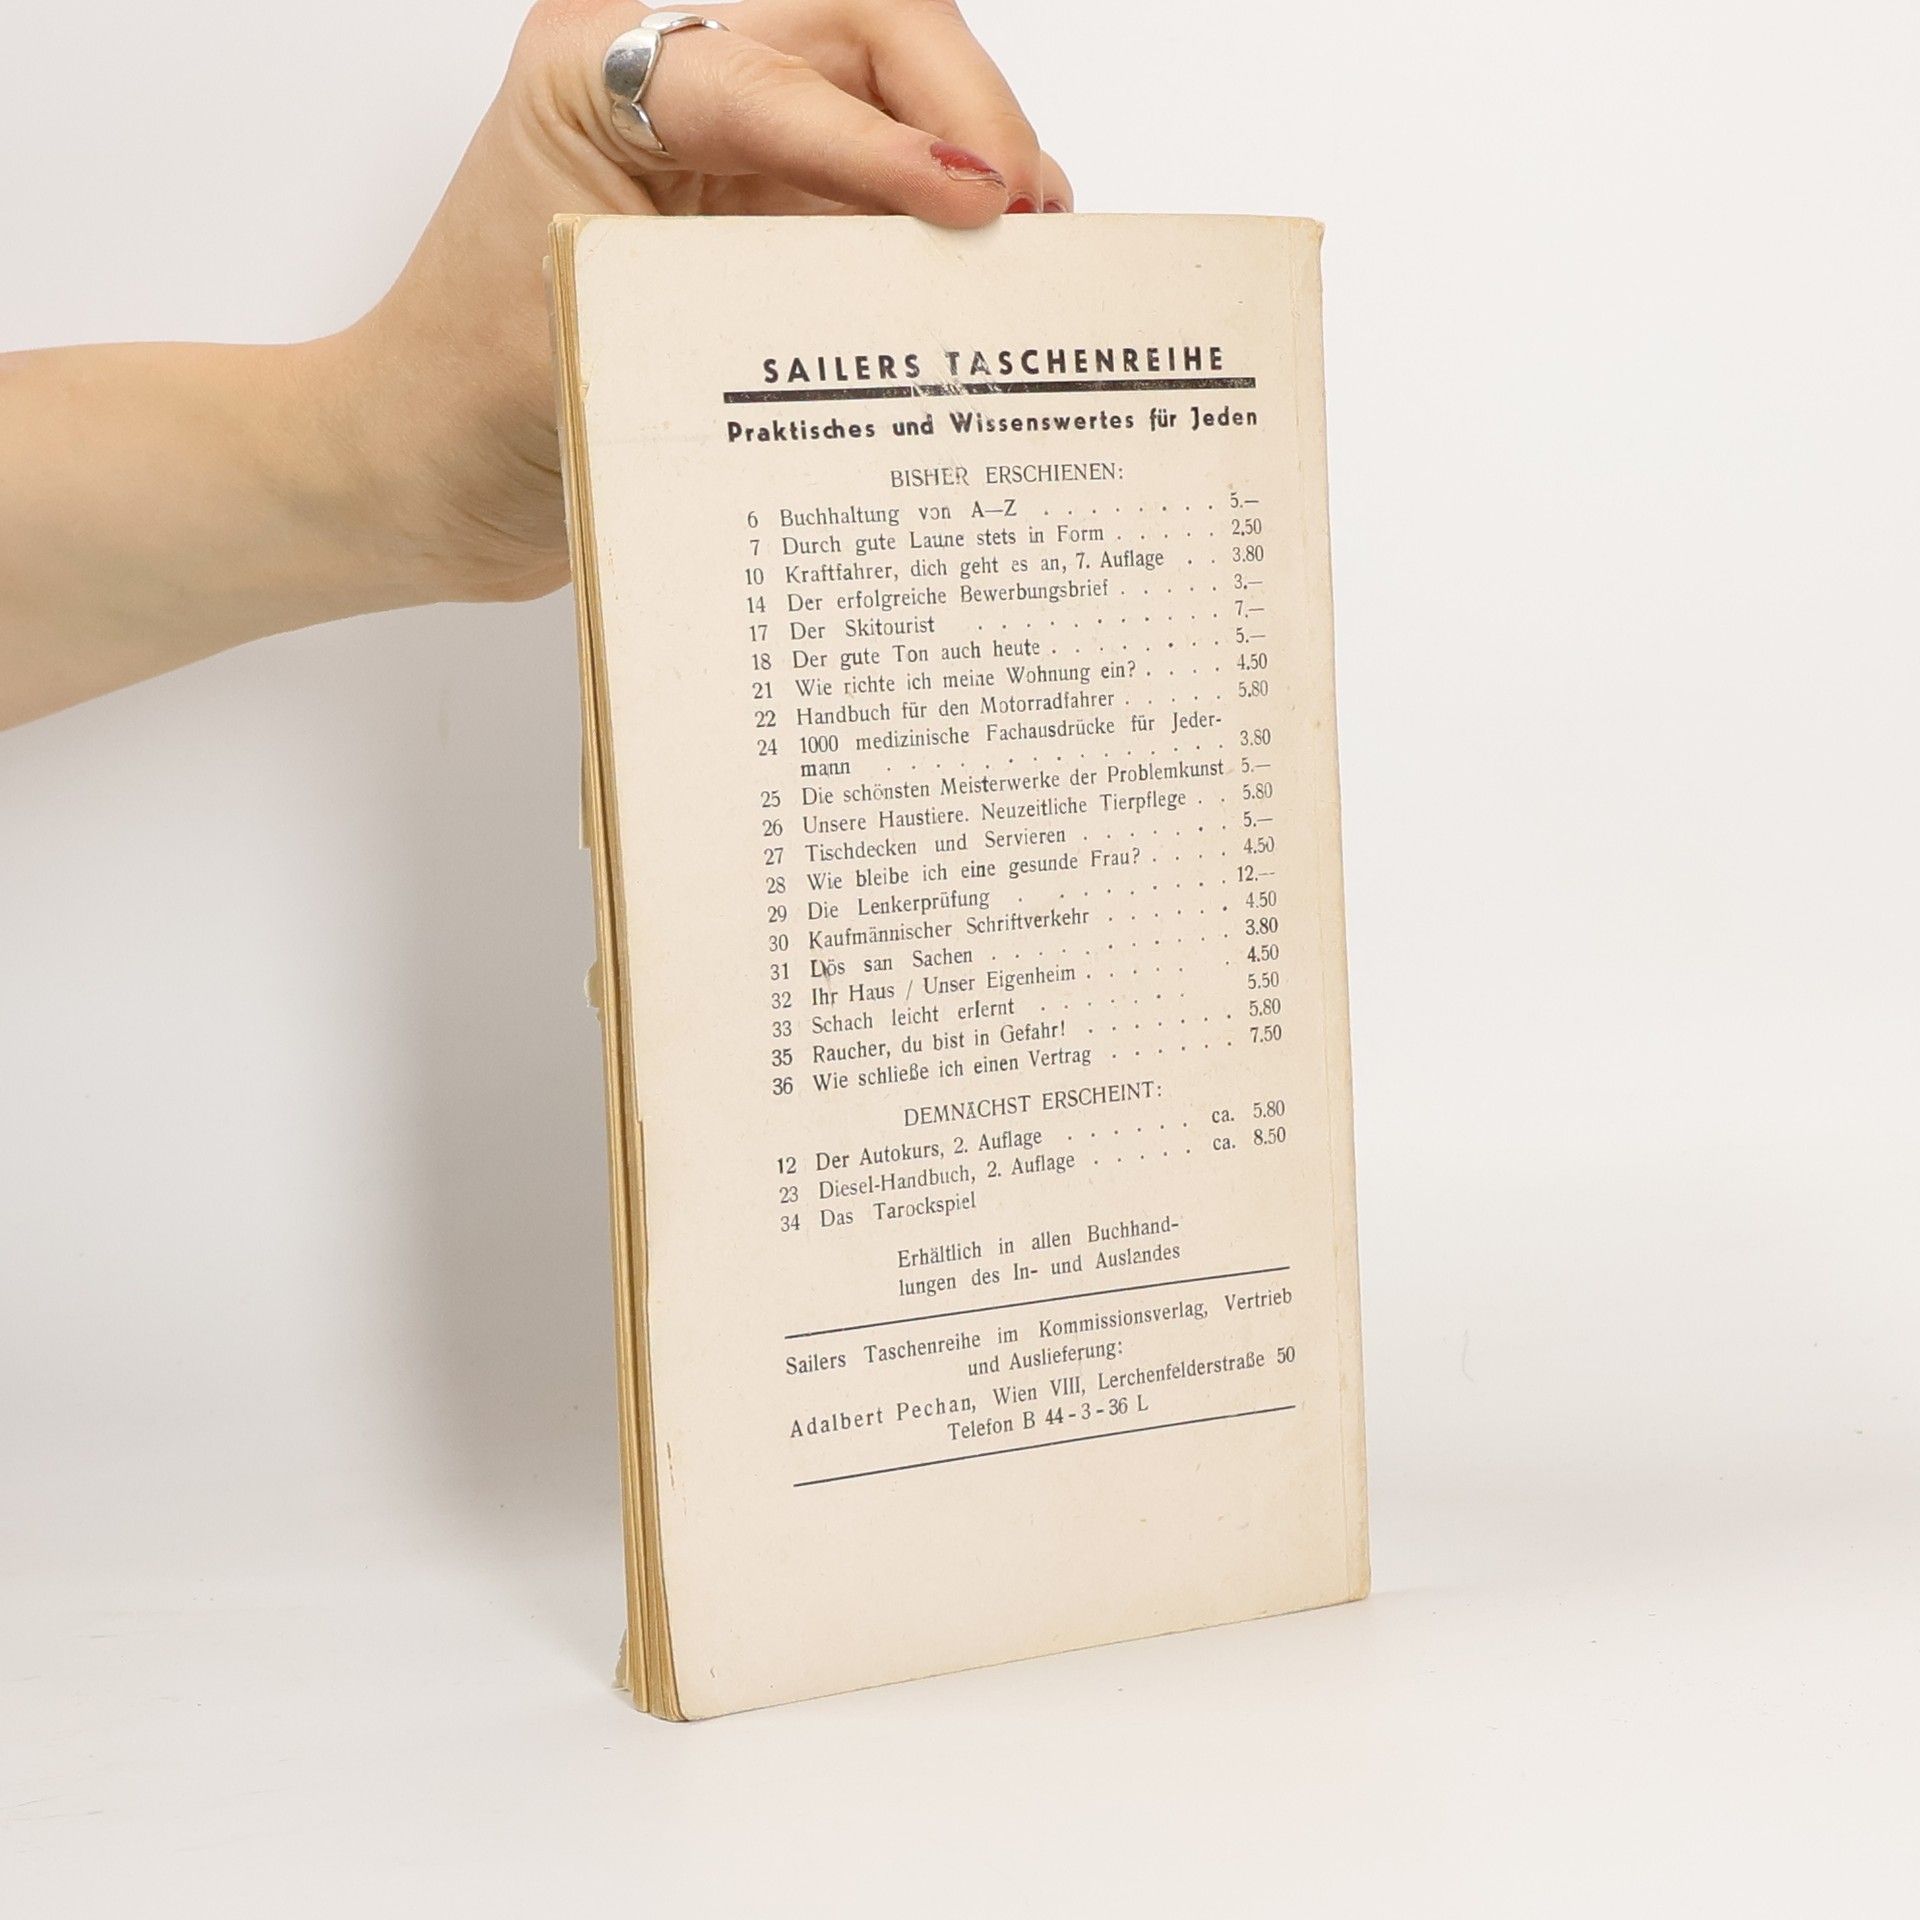 SAILERS TASCHENREIHE
Praktisches und Wissenswertes für Jeden
BISHER ERSCHIENEN:
6 Buchhaltung von A—Z . . . . . . . . 5.—
7 Durch gute Laune stets in Form . . . . . 2.50
10 Kraftfahrer, dich geht es an, 7. Auflage . . 3.80
14 Der erfolgreiche Bewerbungsbrief . . . . . 3.—
17 Der Skitourist . . . . . . . . . . . 7.—
18 Der gute Ton auch heute . . . . . . . . 5.—
21 Wie richte ich meine Wohnung ein? . . . . 4.50
22 Handbuch für den Motorradfahrer . . . . . 5.80
24 1000 medizinische Fachausdrücke für Jeder-
mann . . . . . . . . . . . . . . . 3.80
25 Die schönsten Meisterwerke der Problemkunst 5.—
26 Unsere Haustiere. Neuzeitliche Tierpflege . . 5.80
27 Tischdecken und Servieren . . . . . . . 5.—
28 Wie bleibe ich eine gesunde Frau? . . . . 4.50
29 Die Lenkerprüfung . . . . . . . . . 12.—
30 Kaufmännischer Schriftverkehr . . . . . . 4.50
31 Dös san Sachen . . . . . . . . . . . 3.80
32 Ihr Haus / Unser Eigenheim . . . . . . 4.50
33 Schach leicht erlernt . . . . . . . 5.50
35 Raucher, du bist in Gefahr! . . . . . . . 5.80
36 Wie schließe ich einen Vertrag . . . . . . 7.50
DEMNÄCHST ERSCHEINT:
12 Der Autokurs, 2. Auflage . . . . . . ca. 5.80
23 Diesel-Handbuch, 2. Auflage . . . . . ca. 8.50
34 Das Tarockspiel
Erhältlich in allen Buchhand-
lungen des In- und Auslandes
Sailers Taschenreihe im Kommissionsverlag, Vertrieb
und Auslieferung:
Adalbert Pechan, Wien VIII, Lerchenfelderstraße 50
Telefon B 44-3-36 L